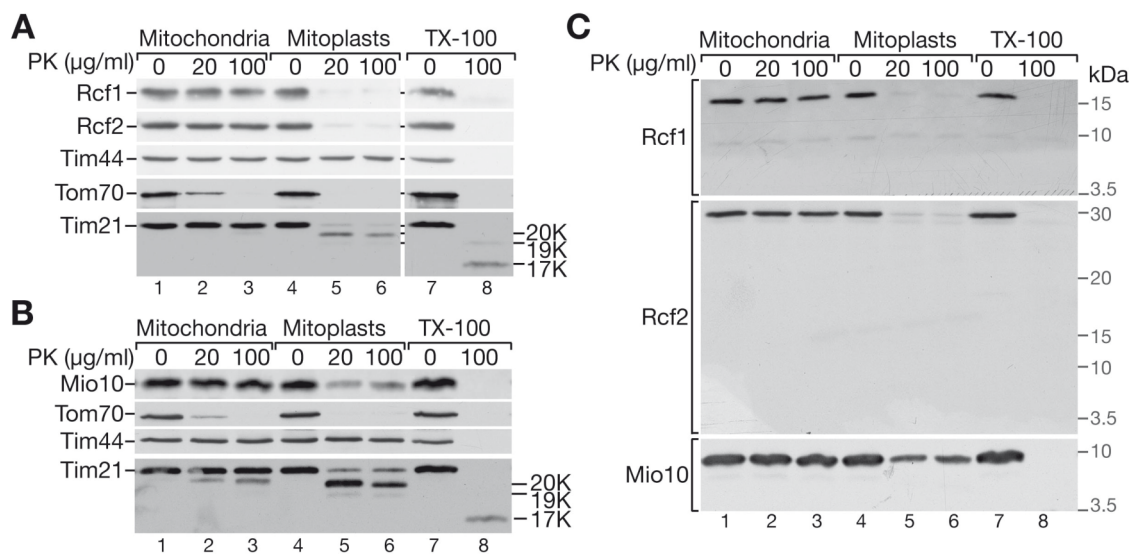 A
Mitochondria Mitoplasts TX-100
PK (µg/ml) 0 20 100 0 20 100 0 100
Rcf1
Rcf2
Tim44
Tom70
Tim21
20K
19K
17K
1 2 3 4 5 6 7 8
B
Mitochondria Mitoplasts TX-100
PK (µg/ml) 0 20 100 0 20 100 0 100
Mio10
Tom70
Tim44
Tim21
20K
19K
17K
1 2 3 4 5 6 7 8
C
Mitochondria Mitoplasts TX-100
PK (µg/ml) 0 20 100 0 20 100 0 100
kDa
15
10
Rcf1
3.5
30
20
Rcf2
15
10
3.5
10
Mio10
3.5
1 2 3 4 5 6 7 8